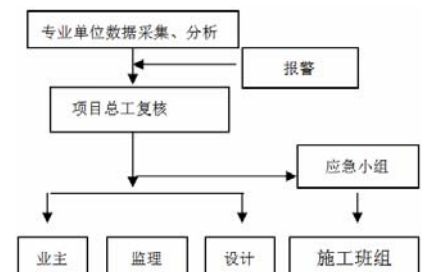 专业单位数据采集、分析
报警
项目总工复核
应急小组
业主
监理
设计
施工班组